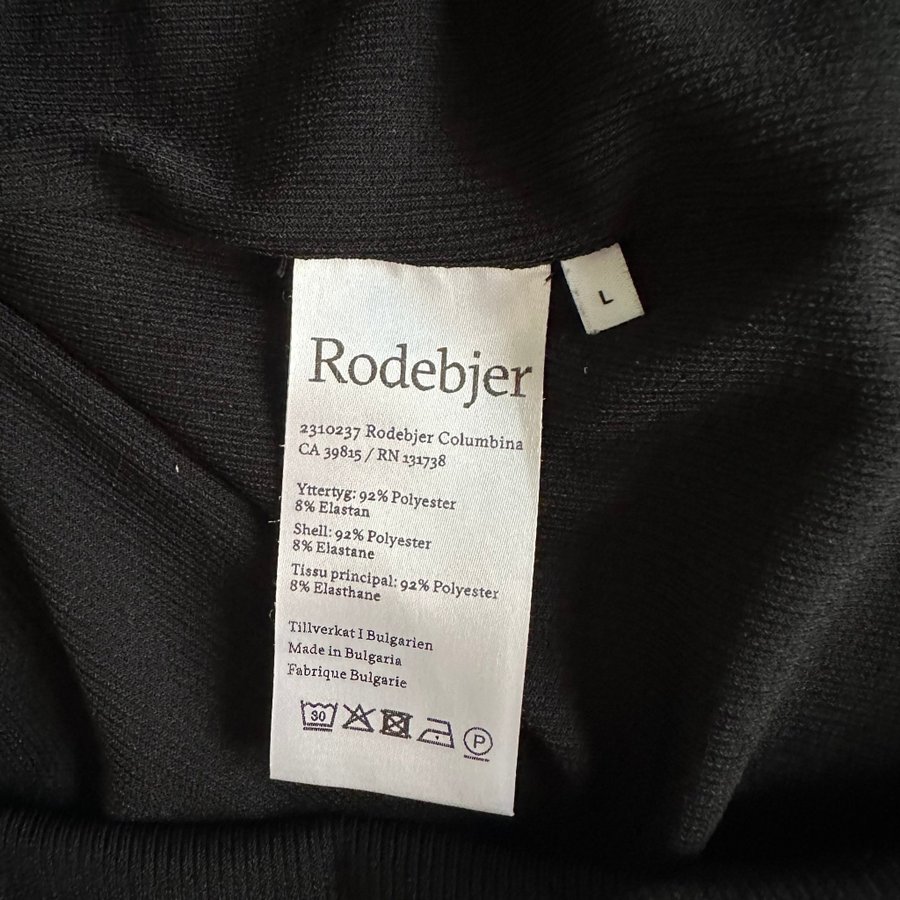 L
Rodebjer
2310237 Rodebjer Columbina
CA 39815 / RN 131738
Yttertyg: 92% Polyester
8% Elastan
Shell: 92% Polyester
8% Elastane
Tissu principal: 92% Polyester
8% Elasthane
Tillverkat I Bulgarien
Made in Bulgaria
Fabrique Bulgarie
30 P